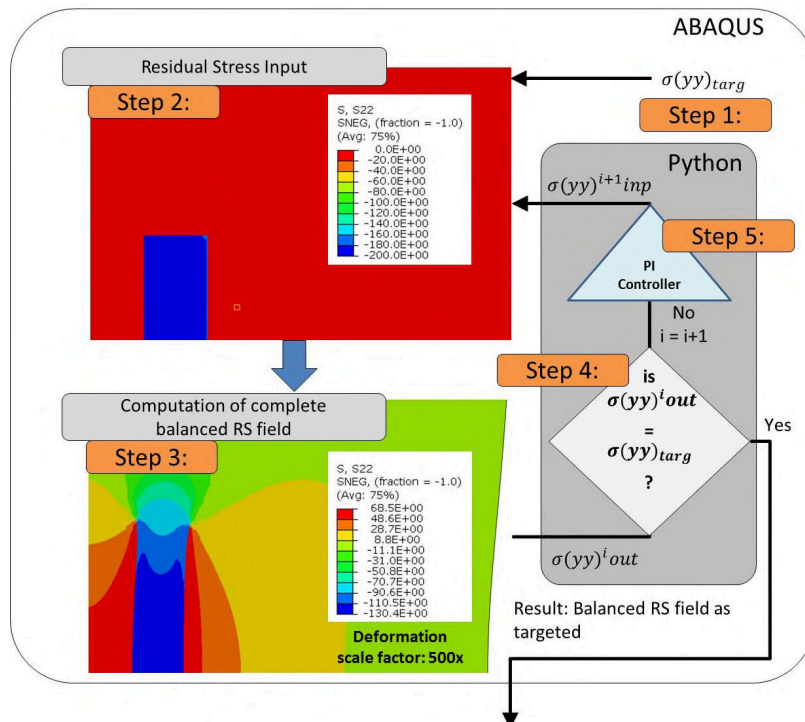 ABAQUS
Residual Stress Input
Step 2:
σ(yy)targ
Step 1:
S, S22
SNEG, (fraction = -1.0)
(Avg: 75%)
0.0E+00
-20.0E+00
-40.0E+00
-60.0E+00
-80.0E+00
-100.0E+00
-120.0E+00
-140.0E+00
-160.0E+00
-180.0E+00
-200.0E+00
Python
σ(yy)i+1inp
Step 5:
PI
Controller
No
i = i+1
Step 4:
is
σ(yy)iout
=
σ(yy)targ
?
Yes
Computation of complete
balanced RS field
Step 3:
S, S22
SNEG, (fraction = -1.0)
(Avg: 75%)
68.5E+00
48.6E+00
28.7E+00
8.8E+00
-11.1E+00
-31.0E+00
-50.8E+00
-70.7E+00
-90.6E+00
-110.5E+00
-130.4E+00
Deformation
scale factor: 500x
σ(yy)iout
Result: Balanced RS field as
targeted